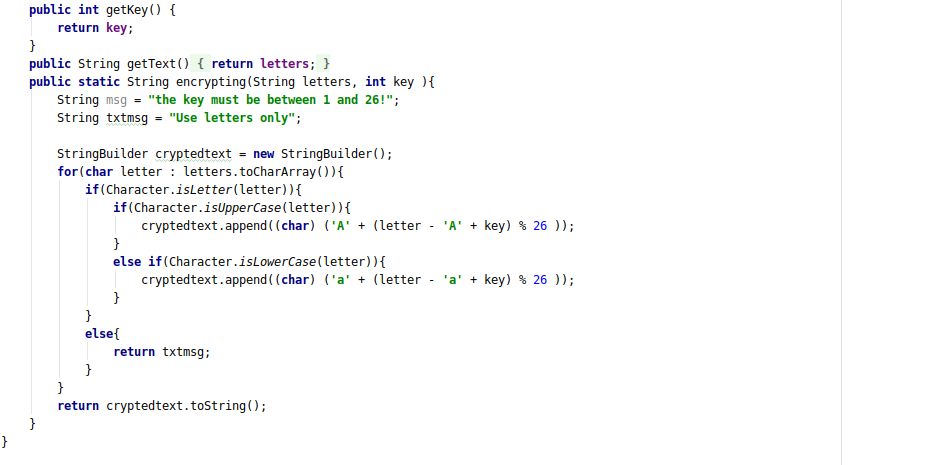 public int getKey() {
return key;
}
public String getText() { return letters; }
public static String encrypting(String letters, int key ){
String msg = "the key must be between 1 and 26!";
String txtmsg = "Use letters only";
StringBuilder cryptedtext = new StringBuilder();
for(char letter : letters.toCharArray()){
if(Character.isLetter(letter)){
if(Character.isUpperCase(letter)){
cryptedtext.append((char) ('A' + (letter - 'A' + key) % 26 ));
}
else if(Character.isLowerCase(letter)){
cryptedtext.append((char) ('a' + (letter - 'a' + key) % 26 ));
}
}
else{
return txtmsg;
}
}
return cryptedtext.toString();
}
}